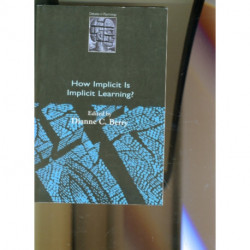 How Implicit Is
Implicit Learning?
Edited by
Dianne C. Berry